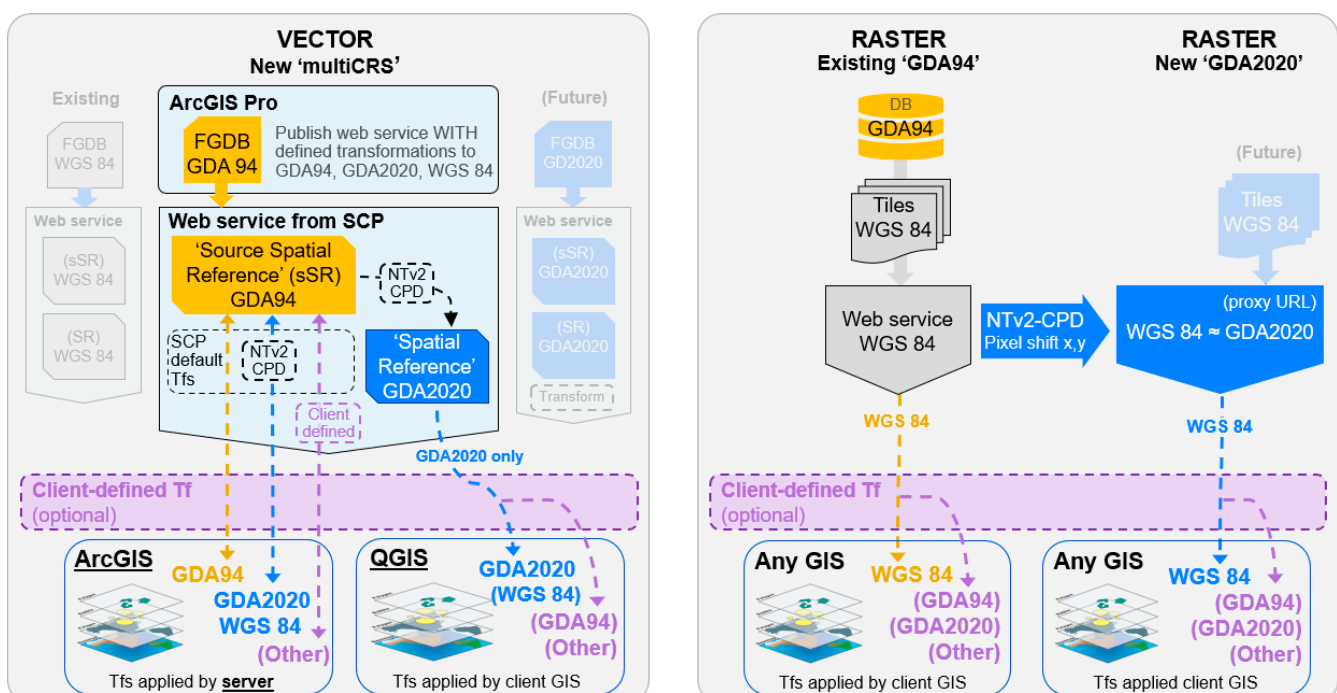 VECTOR
New ‘multiCRS’
Existing
FGDB
WGS 84
Web service
(sSR)
WGS 84
(SR)
WGS 84
ArcGIS Pro
FGDB
GDA 94
Publish web service WITH
defined transformations to
GDA94, GDA2020, WGS 84
Web service from SCP
‘Source Spatial
Reference’ (sSR)
GDA94
NTv2
CPD
SCP
default
Tfs
NTv2
CPD
‘Spatial
Reference’
GDA2020
Client
defined
GDA2020 only
(Future)
FGDB
GD2020
Web service
(sSR)
GDA2020
(SR)
GDA2020
Transform
Client-defined Tf
(optional)
ArcGIS
GDA94
GDA2020
WGS 84
(Other)
Tfs applied by server
QGIS
GDA2020
(WGS 84)
(GDA94)
(Other)
Tfs applied by client GIS
RASTER
Existing ‘GDA94’
DB
GDA94
Tiles
WGS 84
Web service
WGS 84
NTv2-CPD
Pixel shift x,y
WGS 84
RASTER
New ‘GDA2020’
(Future)
Tiles
WGS 84
(proxy URL)
WGS 84 ≈ GDA2020
WGS 84
Client-defined Tf
(optional)
Any GIS
WGS 84
(GDA94)
(GDA2020)
(Other)
Tfs applied by client GIS
Any GIS
WGS 84
(GDA94)
(GDA2020)
(Other)
Tfs applied client GIS